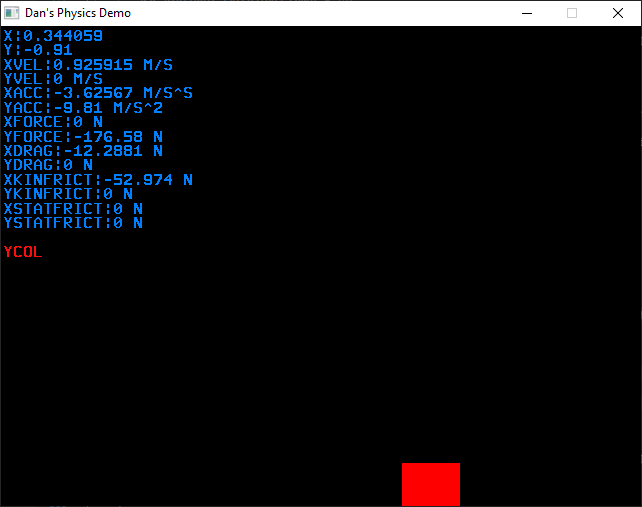 Dan's Physics Demo
X¦0.344059
Y¦-0.91
XVEL¦0.925915 M/S
YVEL¦0 M/S
XACC¦-3.62567 M/S^S
YACC¦-9.81 M/S^2
XFORCE¦0 N
YFORCE¦-176.58 N
XDRAG¦-12.2881 N
YDRAG¦0 N
XKINFRICT¦-52.974 N
YKINFRICT¦0 N
XSTATFRICT¦0 N
YSTATFRICT¦0 N
YCOL